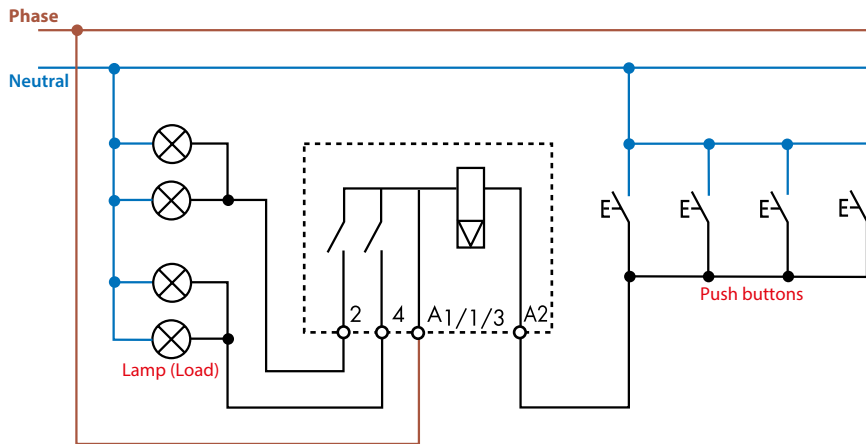 Phase
Neutral
2 4 A1/1/3 A2
Push buttons
Lamp (Load)